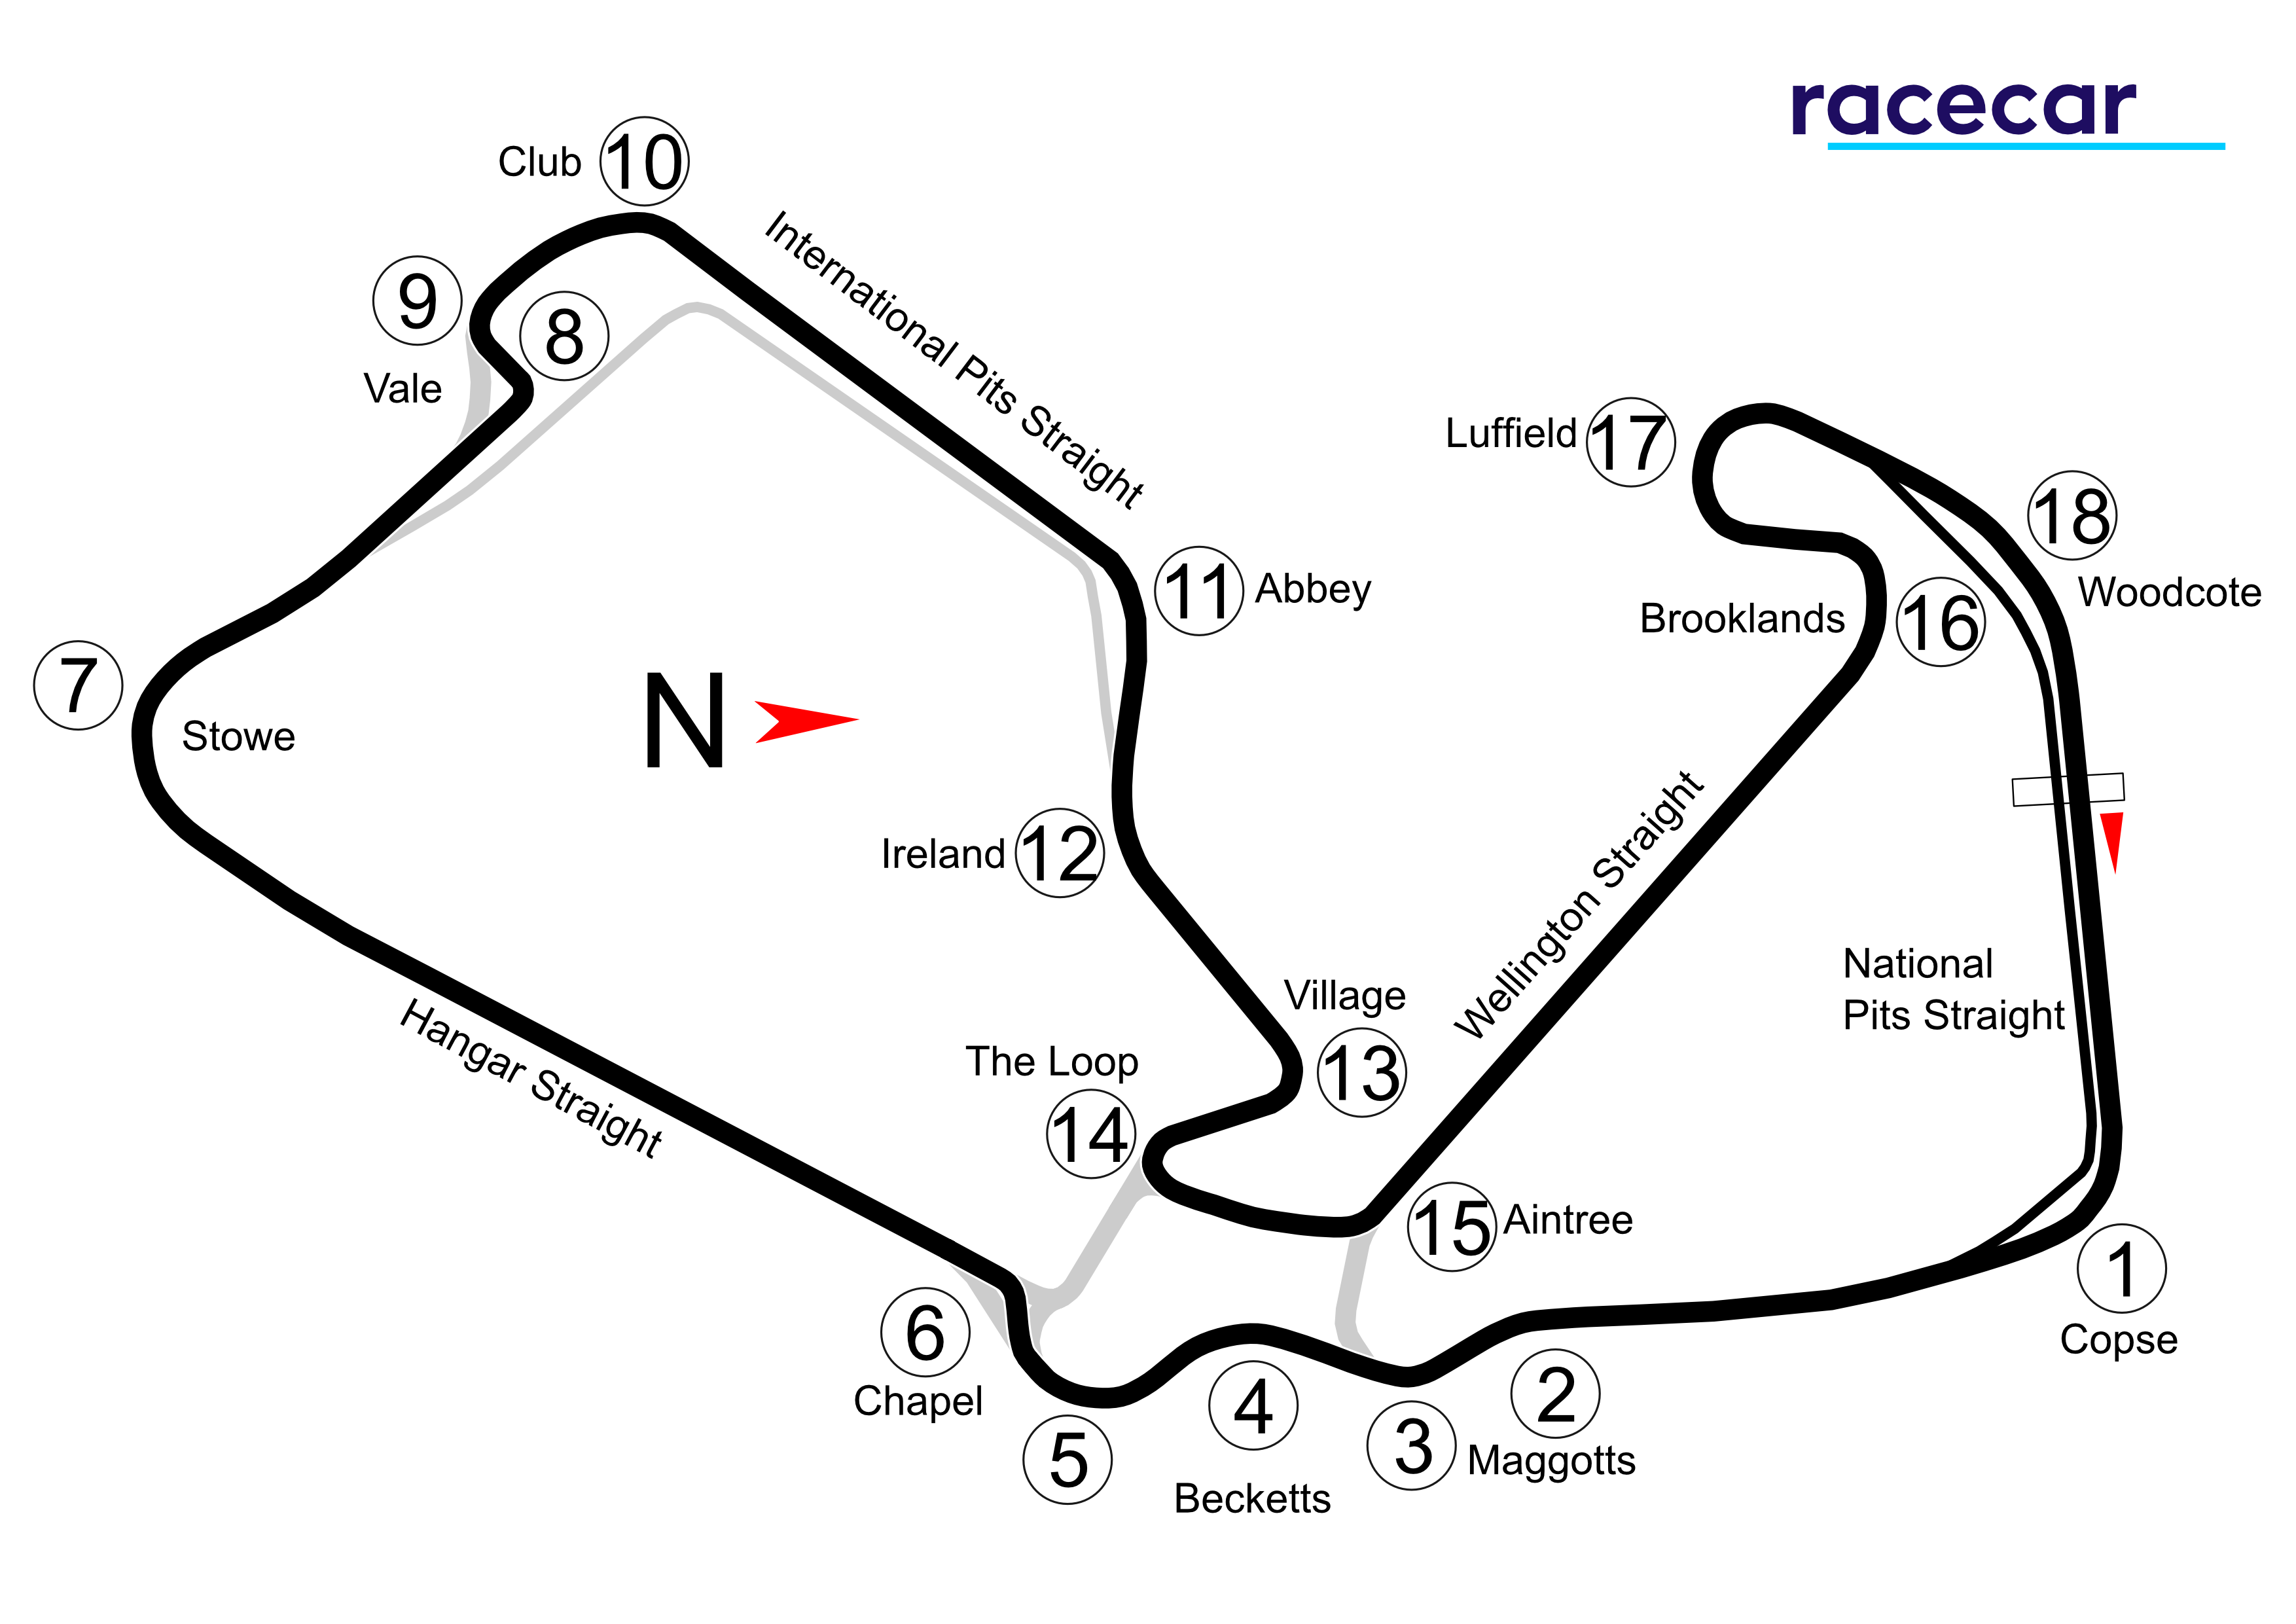 racecar
Club
10
International Pits Straight
9
8
Vale
Luffield
17
18
Woodcote
11
Abbey
Brooklands
16
7
Stowe
N
Ireland
12
Wellington Straight
National
Pits Straight
Village
13
Hangar Straight
The Loop
14
15
Aintree
1
Copse
6
Chapel
5
4
Becketts
3
2
Maggotts